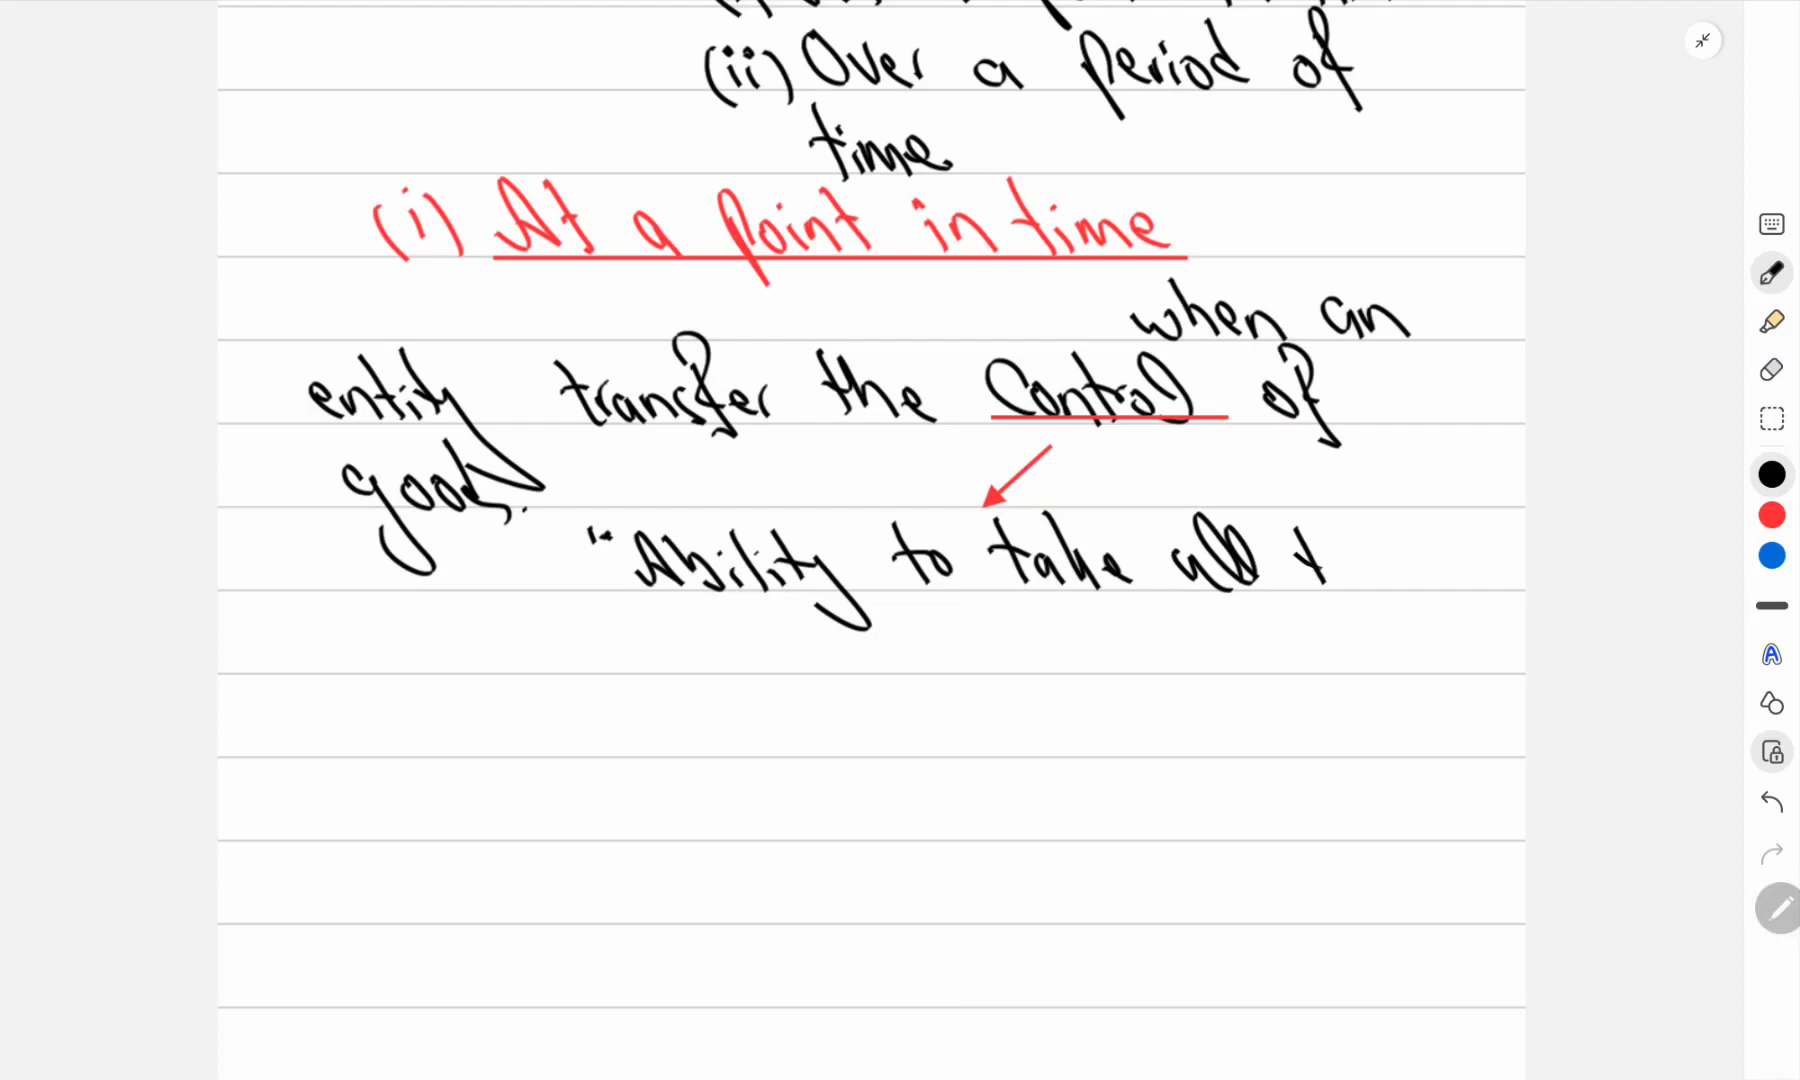 (ii) Over a period of
time
(i) At a point in time
when an
entity transfer the Control of
goods.
"Ability to take all t